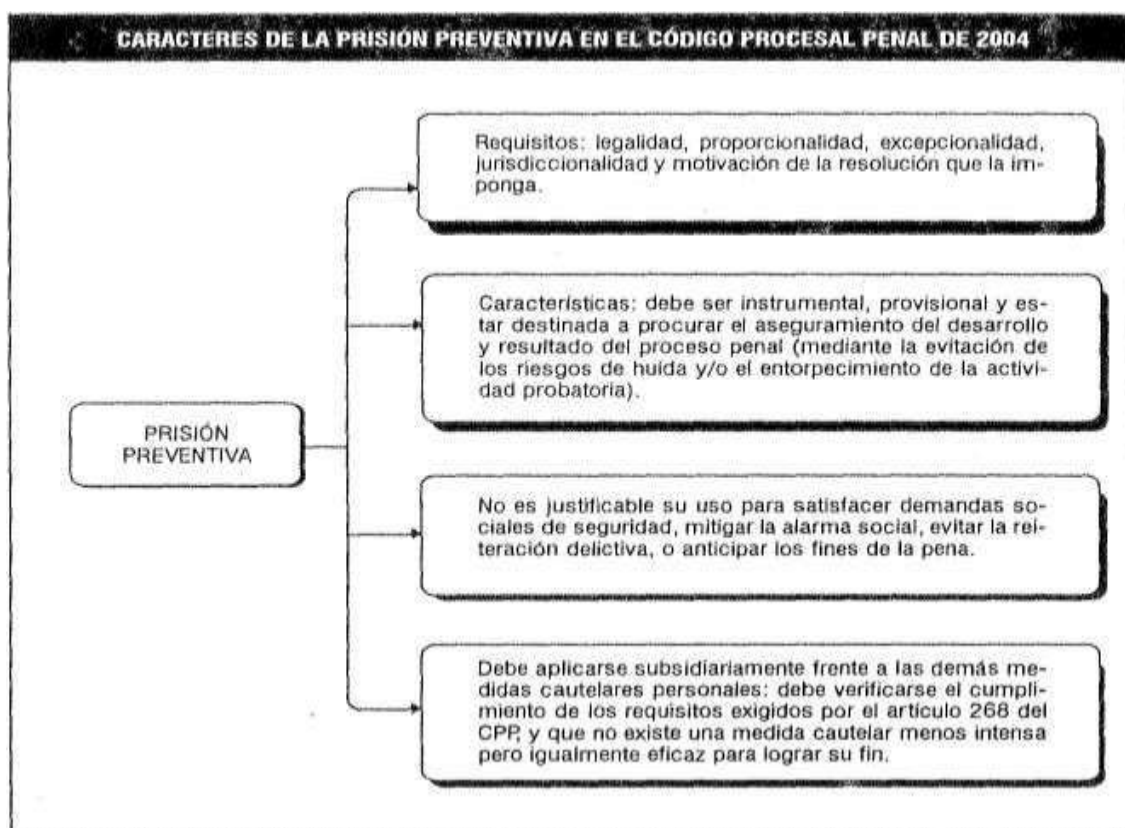 CARACTERES DE LA PRISIÓN PREVENTIVA EN EL CÓDIGO PROCESAL PENAL DE 2004
Requisitos: legalidad, proporcionalidad, excepcionalidad,
jurisdiccionalidad y motivación de la resolución que la im-
ponga.
Características: debe ser instrumental, provisional y es-
tar destinada a procurar el aseguramiento del desarrollo
y resultado del proceso penal (mediante la evitación de
los riesgos de huida y/o el entorpecimiento de la activi-
dad probatoria).
PRISIÓN
PREVENTIVA
No es justificable su uso para satisfacer demandas so-
ciales de seguridad, mitigar la alarma social, evitar la rei-
teración delictiva, o anticipar los fines de la pena.
Debe aplicarse subsidiariamente frente a las demás me-
didas cautelares personales: debe verificarse el cumpli-
miento de los requisitos exigidos por el artículo 268 del
CPP, y que no existe una medida cautelar menos intensa
pero igualmente eficaz para lograr su fin.